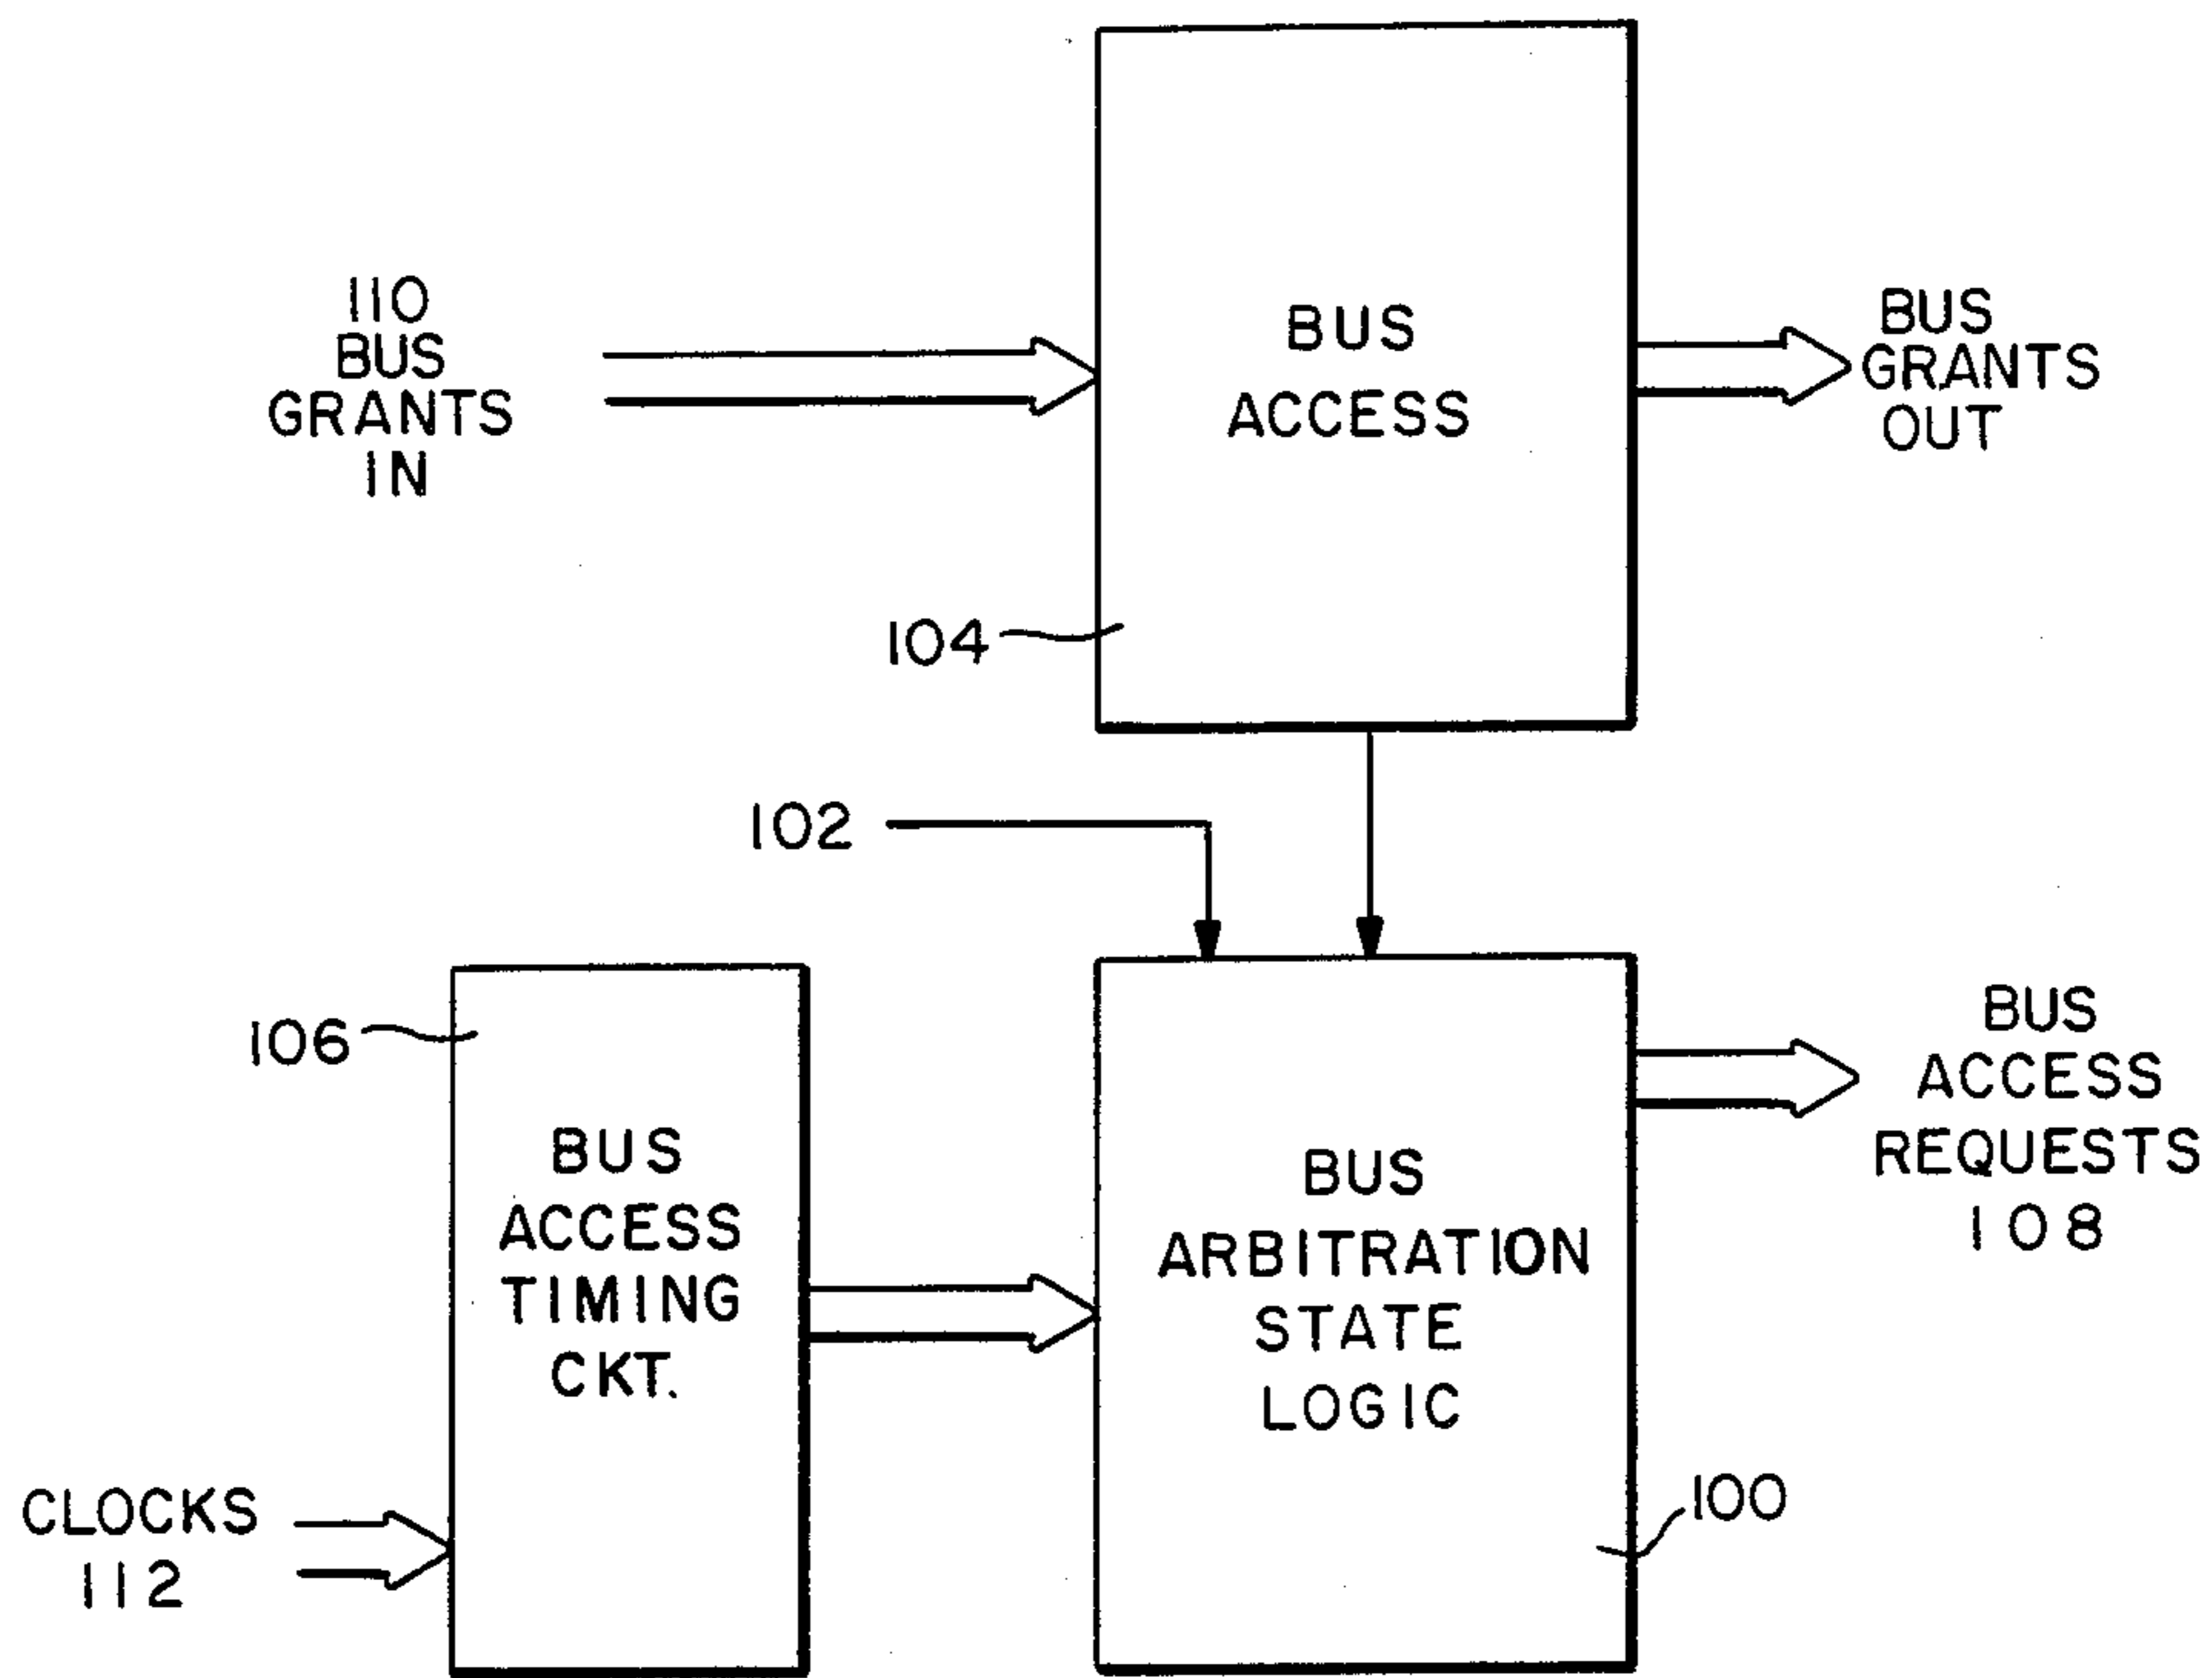 110
BUS
GRANTS
IN
BUS
ACCESS
BUS
GRANTS
OUT
104
102
106
BUS
ACCESS
TIMING
CKT.
BUS
ARBITRATION
STATE
LOGIC
BUS
ACCESS
REQUESTS
108
CLOCKS
112
100